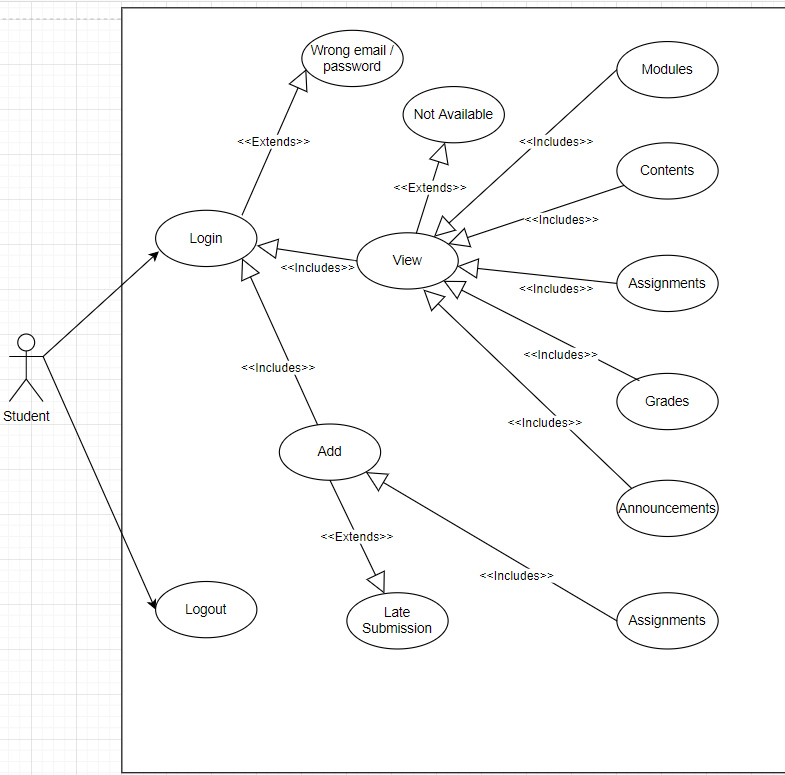 Wrong email /
password
Modules
Not Available
<<Extends>>
<<Includes>>
Contents
<<Extends>>
<<Includes>>
Login
View
<<Includes>>
Assignments
<<Includes>>
<<Includes>>
<<Includes>>
Grades
Student
<<Includes>>
Add
Announcements
<<Extends>>
<<Includes>>
Logout
Late
Submission
Assignments